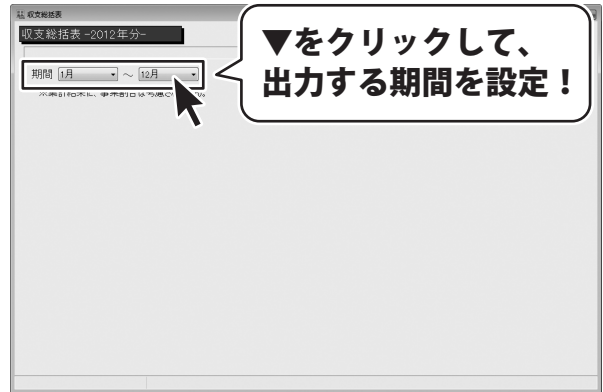 収支総括表
収支総括表 -2012年分-
期間 1月 ～ 12月
▼をクリックして、
出力する期間を設定！